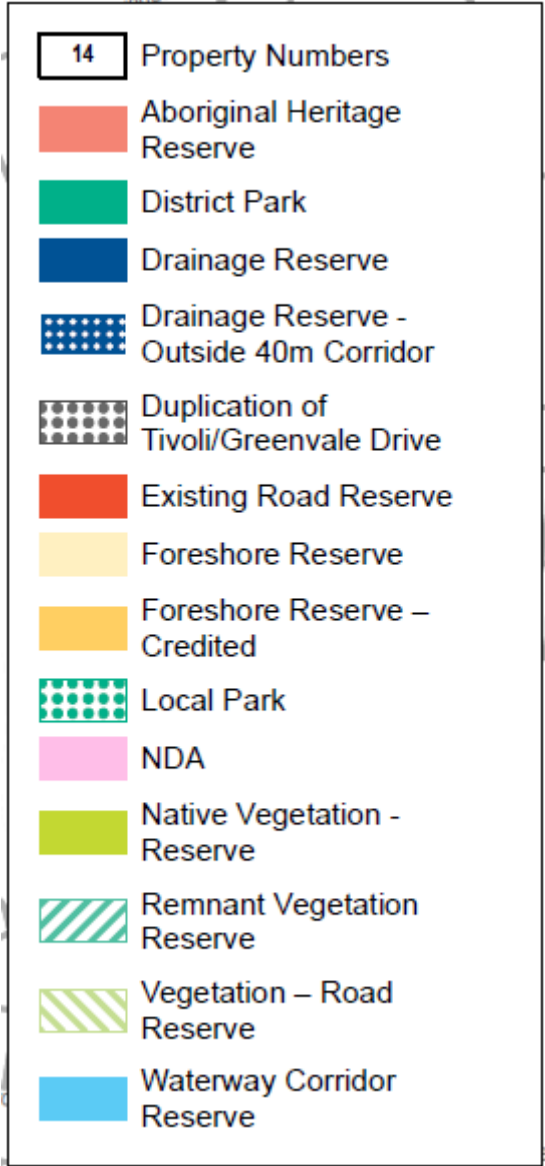 14 Property Numbers
Aboriginal Heritage
Reserve
District Park
Drainage Reserve
Drainage Reserve -
Outside 40m Corridor
Duplication of
Tivoli/Greenvale Drive
Existing Road Reserve
Foreshore Reserve
Foreshore Reserve –
Credited
Local Park
NDA
Native Vegetation -
Reserve
Remnant Vegetation
Reserve
Vegetation – Road
Reserve
Waterway Corridor
Reserve